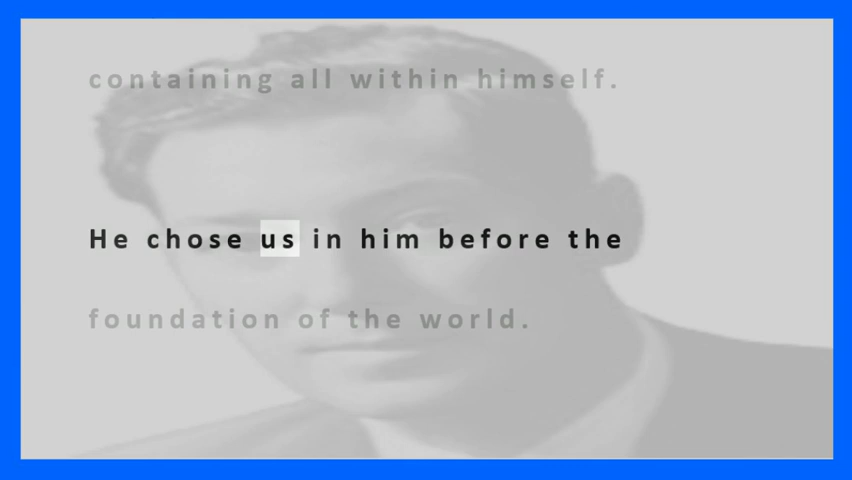 containing all within himself.
He chose us in him before the
foundation of the world.